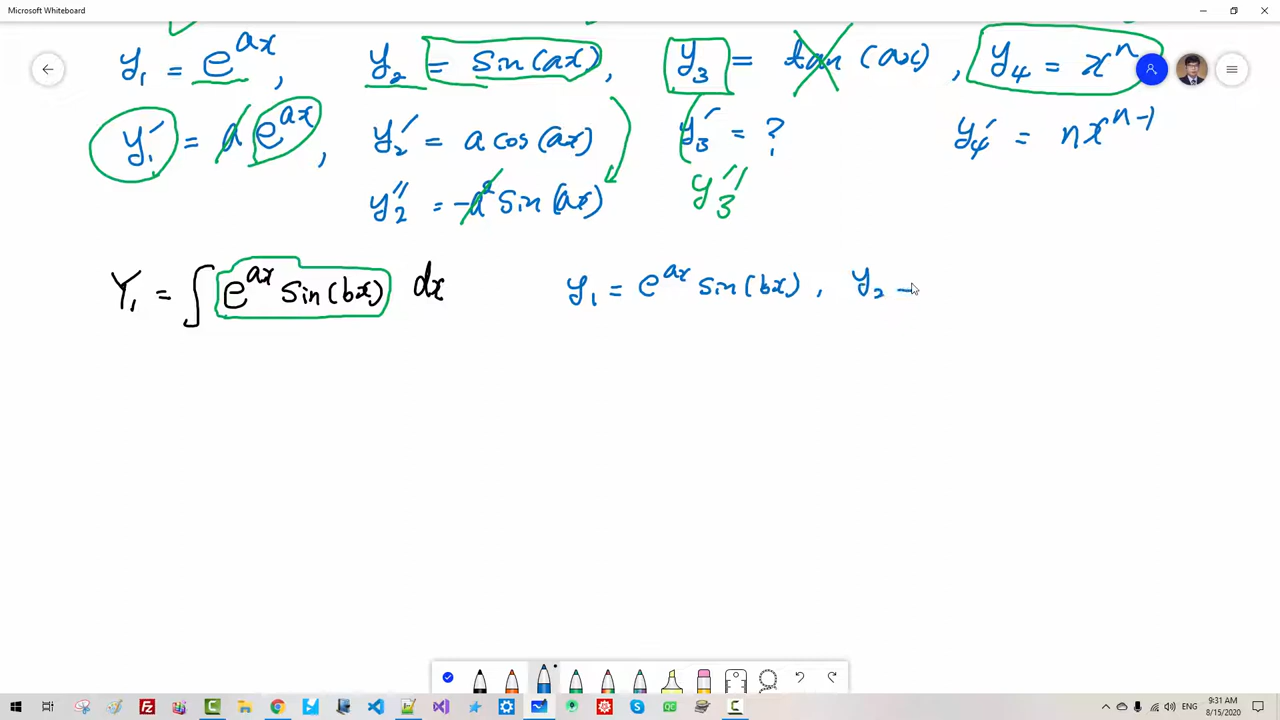 Microsoft Whiteboard
y₁ = e^{ax}, y₂ = sin(ax), y₃ = tan(ax), y₄ = xⁿ
y₁′ = a e^{ax}, y₂′ = a cos(ax) y₃′ = ? y₄′ = nx^{n-1}
y₂″ = -a² sin(ax) y₃″
Y₁ = ∫ e^{ax} sin(bx) dx y₁ = e^{ax} sin(bx), y₂ =
ENG 9:31 AM
8/15/2020